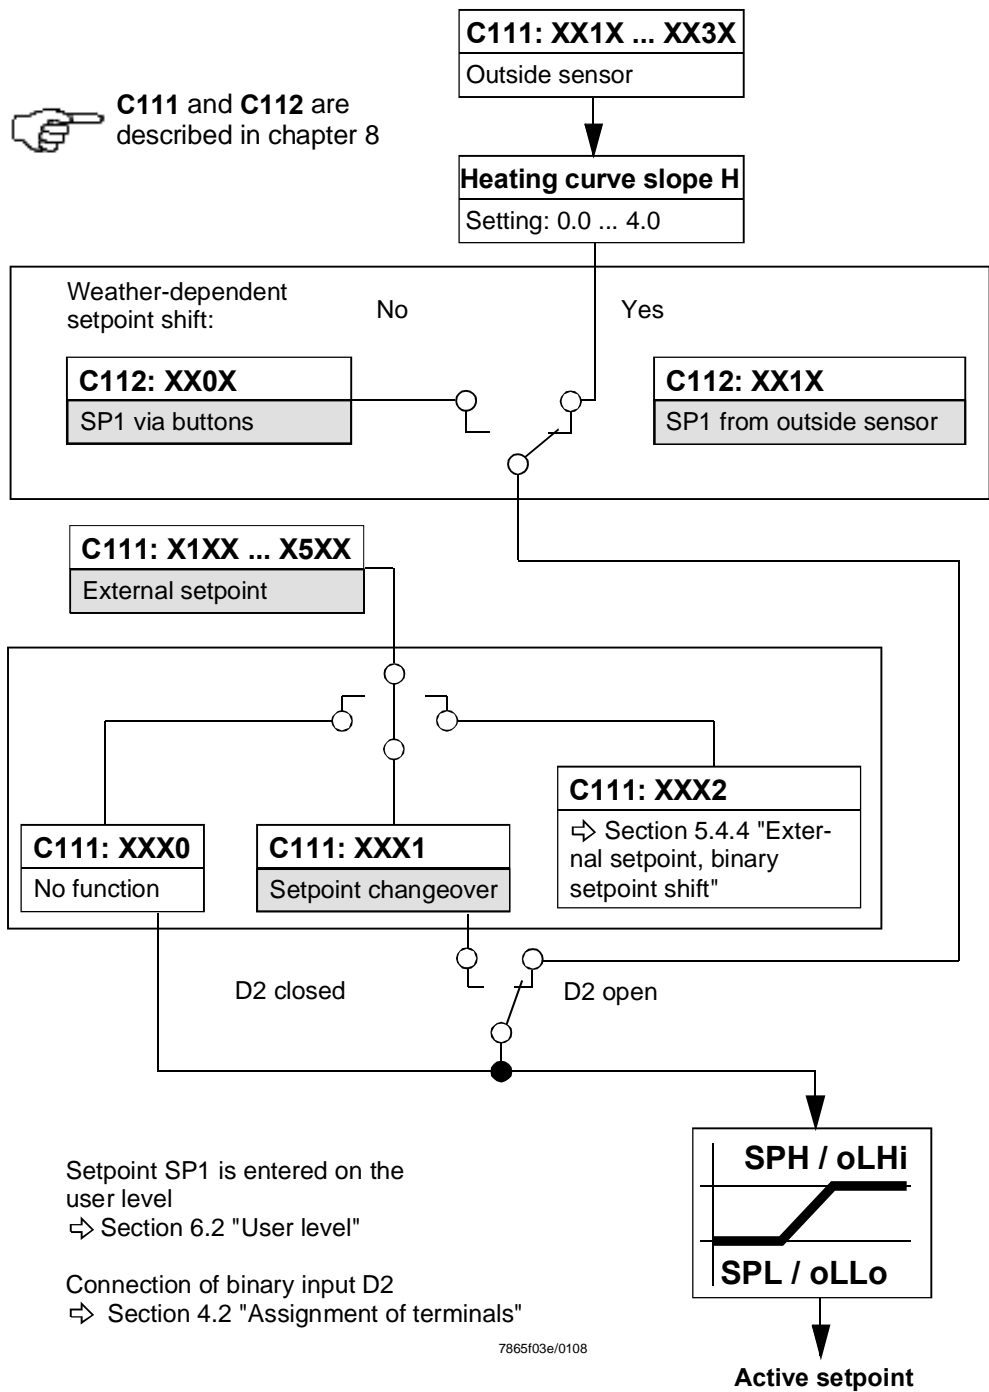 C111: XX1X ... XX3X
Outside sensor
C111 and C112 are
described in chapter 8
Heating curve slope H
Setting: 0.0 ... 4.0
Weather-dependent
setpoint shift:
No
Yes
C112: XX0X
SP1 via buttons
C112: XX1X
SP1 from outside sensor
C111: X1XX ... X5XX
External setpoint
C111: XXX2
⇨ Section 5.4.4 "Exter-
nal setpoint, binary
setpoint shift"
C111: XXX0
No function
C111: XXX1
Setpoint changeover
D2 closed
D2 open
SPH / oLHi
SPL / oLLo
Setpoint SP1 is entered on the
user level
⇨ Section 6.2 "User level"
Connection of binary input D2
⇨ Section 4.2 "Assignment of terminals"
7865f03e/0108
Active setpoint